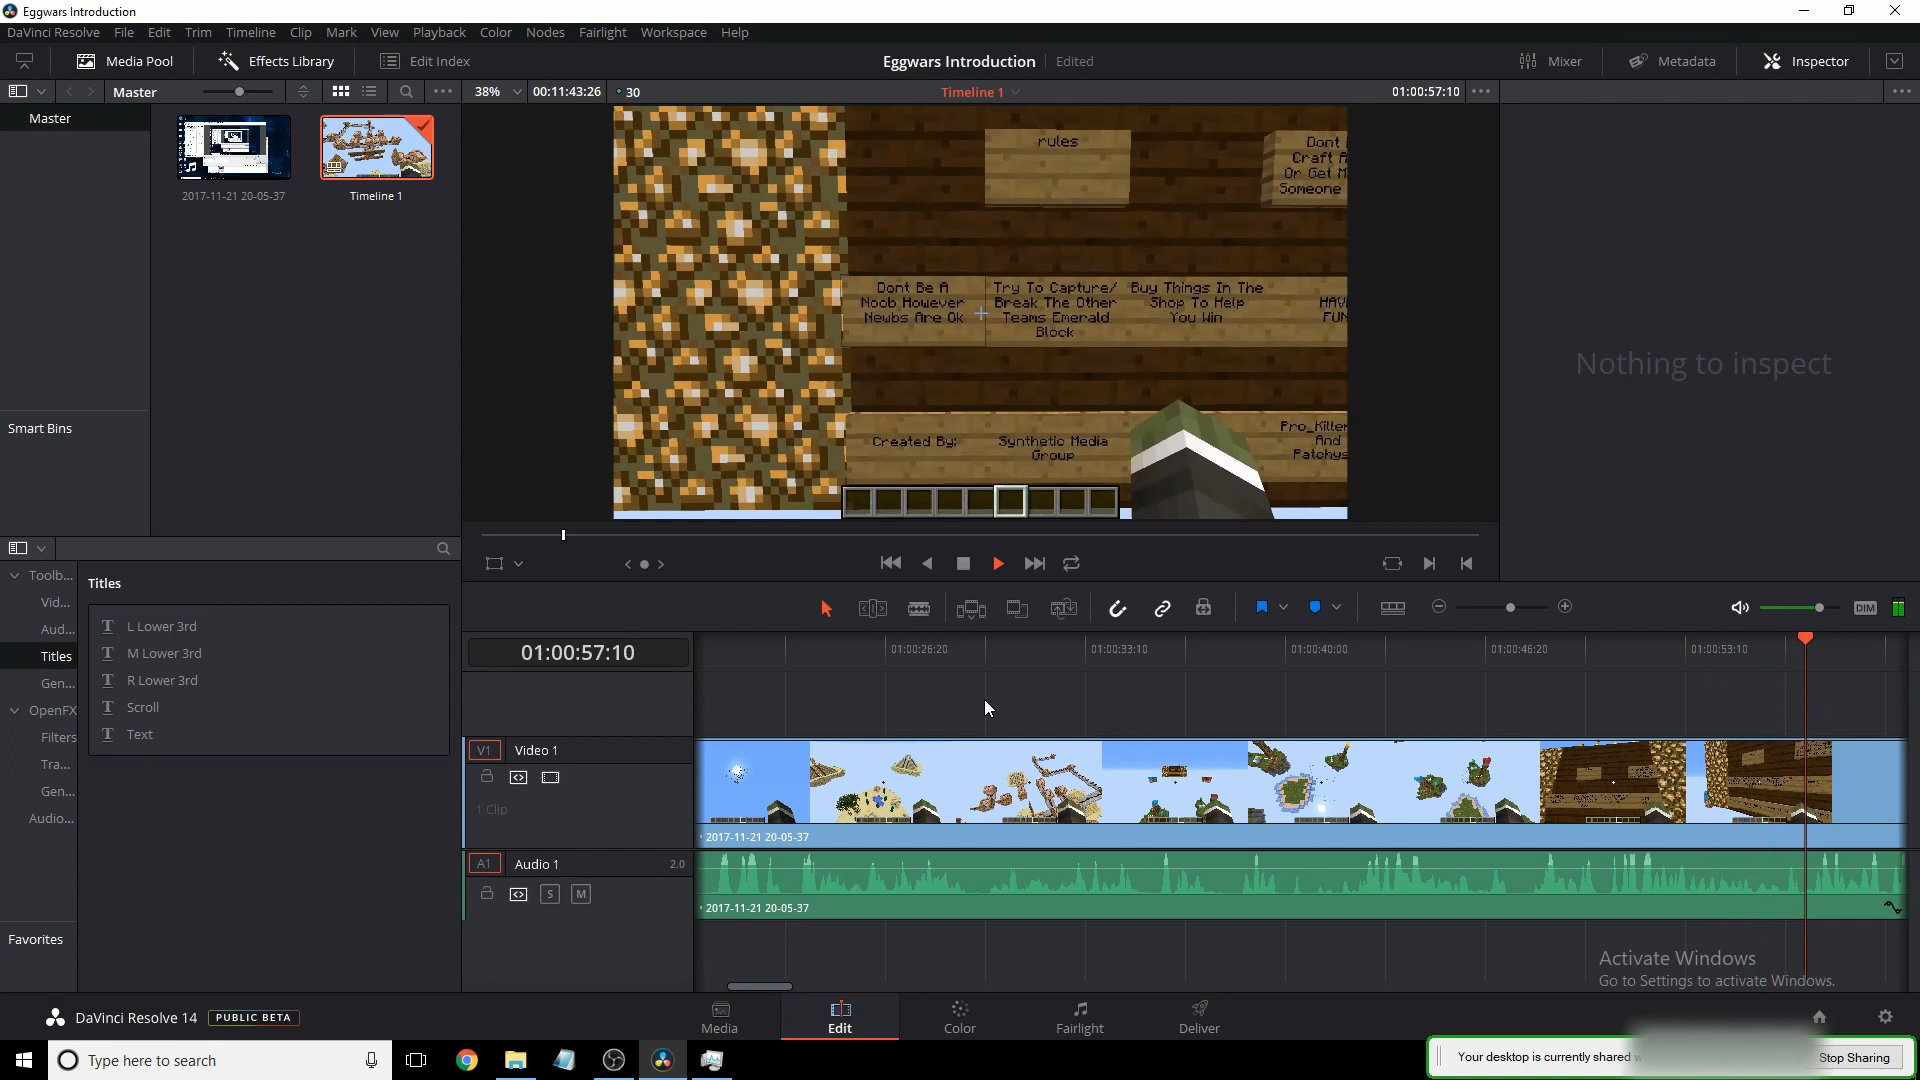 Eggwars Introduction
DaVinci Resolve File Edit Trim Timeline Clip Mark View Playback Color Nodes Fairlight Workspace Help
Media Pool Effects Library Edit Index Eggwars Introduction Edited Mixer Metadata Inspector
Master 38% 00:11:43:26 30 Timeline 1 01:00:57:10
Master
2017-11-21 20-05-37 Timeline 1
Smart Bins
rules
Dont
Craft A
Or Get M
Someone
Dont Be A
Noob However
Newbs Are Ok
Try To Capture/
Break The Other
Teams Emerald
Block
Buy Things In The
Shop To Help
You Win
HAV
FUN
Created By:
Synthetic Media
Group
Pro_Killer
And
Patchys
Nothing to inspect
Toolb...
Vid...
Aud...
Titles
Gen...
OpenFX
Filters
Tra...
Gen...
Audio...
Favorites
Titles
L Lower 3rd
M Lower 3rd
R Lower 3rd
Scroll
Text
DIM
01:00:57:10 01:00:26:20 01:00:33:10 01:00:40:00 01:00:46:20 01:00:53:10
V1 Video 1
1 Clip
2017-11-21 20-05-37
A1 Audio 1 2.0
S M
2017-11-21 20-05-37
Activate Windows
Go to Settings to activate Windows.
DaVinci Resolve 14 PUBLIC BETA
Media Edit Color Fairlight Deliver
Type here to search
Your desktop is currently shared w
Stop Sharing